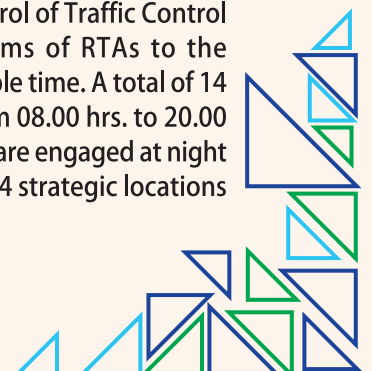 rol of Traffic Control
ms of RTAs to the
le time. A total of 14
m 08.00 hrs. to 20.00
are engaged at night
4 strategic locations